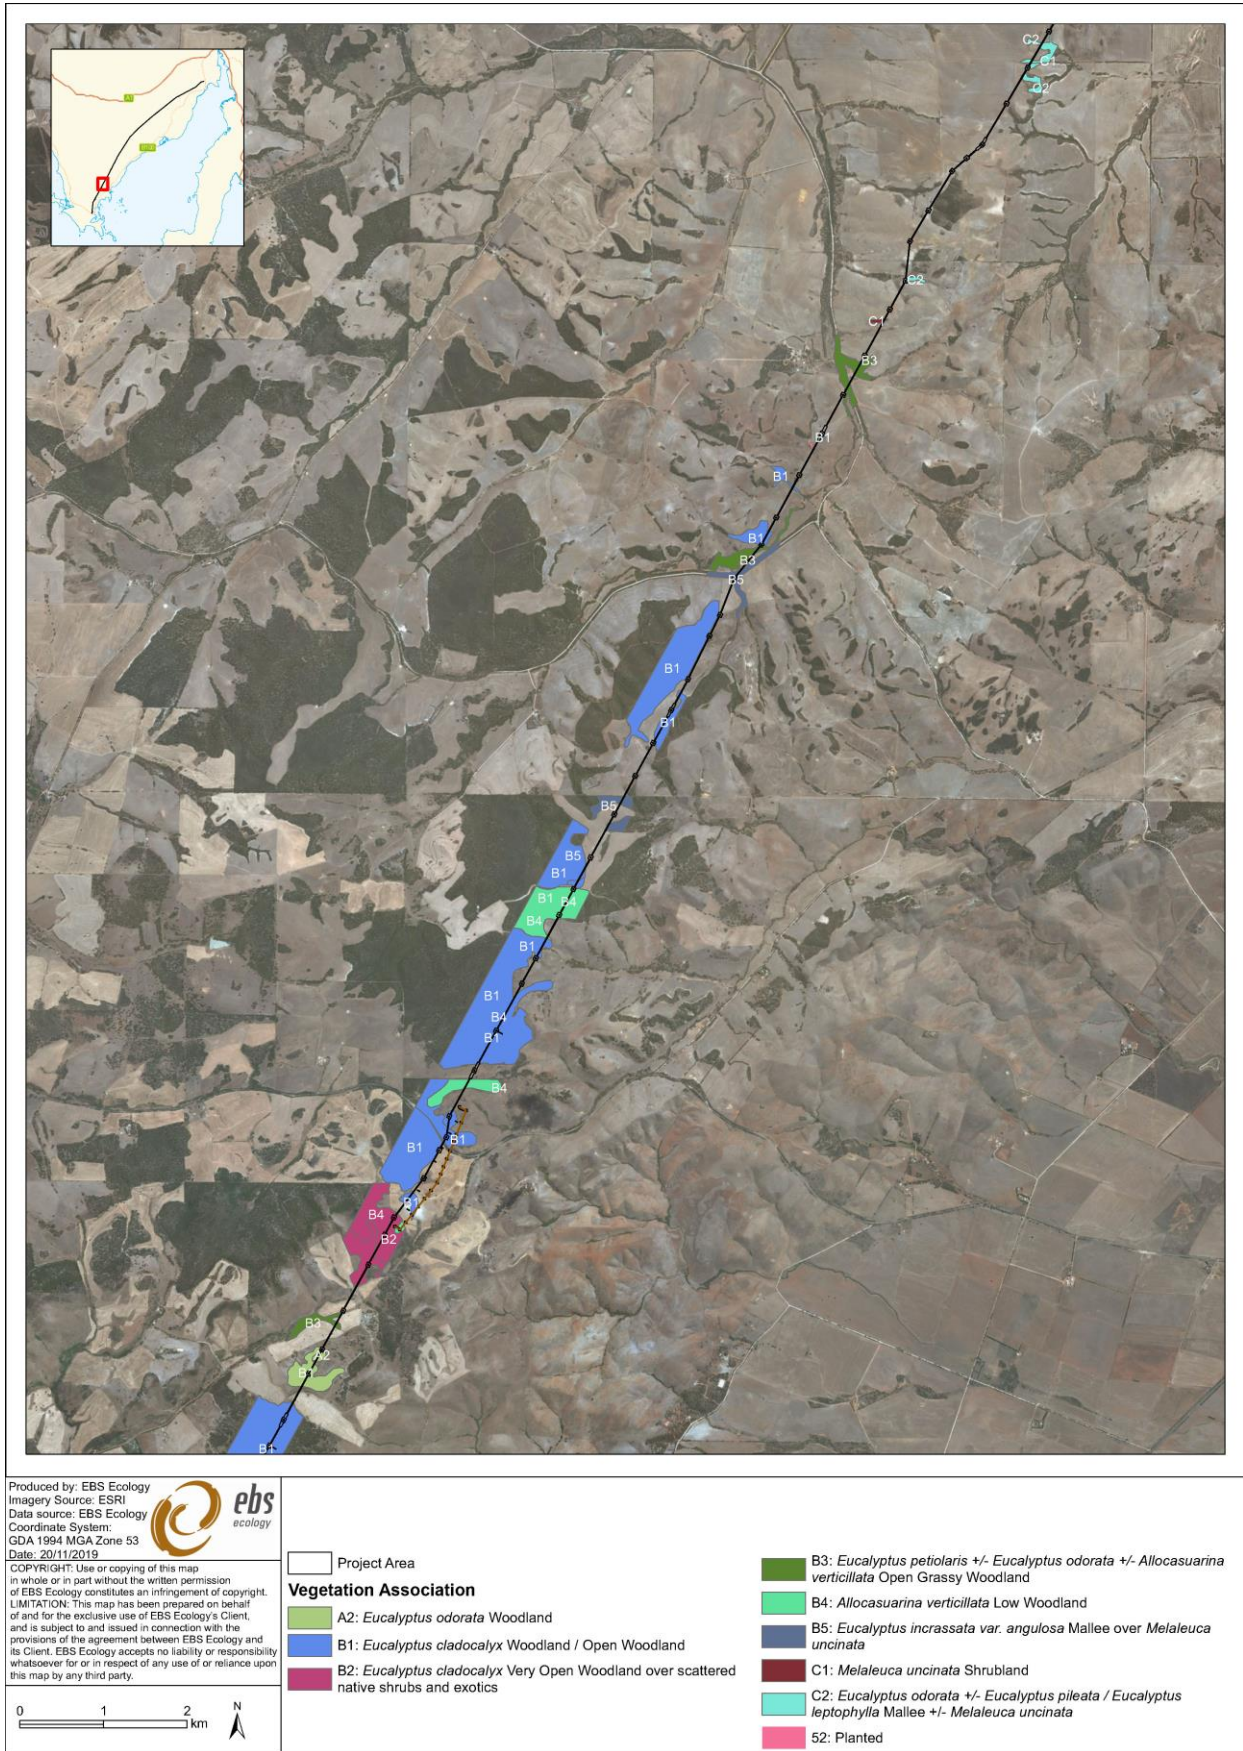 A1
C2
C1
C2
C2
C1
B3
B1
B1
B1
B3
B5
B1
B1
B5
B5
B1
B1
B4
B4
B1
B1
B4
B1
B4
B1
B1
B1
B4
B2
B3
A2
B1
B1
Produced by: EBS Ecology
Imagery Source: ESRI
Data source: EBS Ecology
Coordinate System:
GDA 1994 MGA Zone 53
Date: 20/11/2019
ebs
ecology
COPYRIGHT: Use or copying of this map
in whole or in part without the written permission
of EBS Ecology constitutes an infringement of copyright.
LIMITATION: This map has been prepared on behalf
of and for the exclusive use of EBS Ecology's Client,
and is subject to and issued in connection with the
provisions of the agreement between EBS Ecology and
its Client. EBS Ecology accepts no liability or responsibility
whatsoever for or in respect of any use of or reliance upon
this map by any third party.
0 1 2
km
N
Project Area
Vegetation Association
A2: Eucalyptus odorata Woodland
B1: Eucalyptus cladocalyx Woodland / Open Woodland
B2: Eucalyptus cladocalyx Very Open Woodland over scattered
native shrubs and exotics
B3: Eucalyptus petiolaris +/- Eucalyptus odorata +/- Allocasuarina
verticillata Open Grassy Woodland
B4: Allocasuarina verticillata Low Woodland
B5: Eucalyptus incrassata var. angulosa Mallee over Melaleuca
uncinata
C1: Melaleuca uncinata Shrubland
C2: Eucalyptus odorata +/- Eucalyptus pileata / Eucalyptus
leptophylla Mallee +/- Melaleuca uncinata
52: Planted